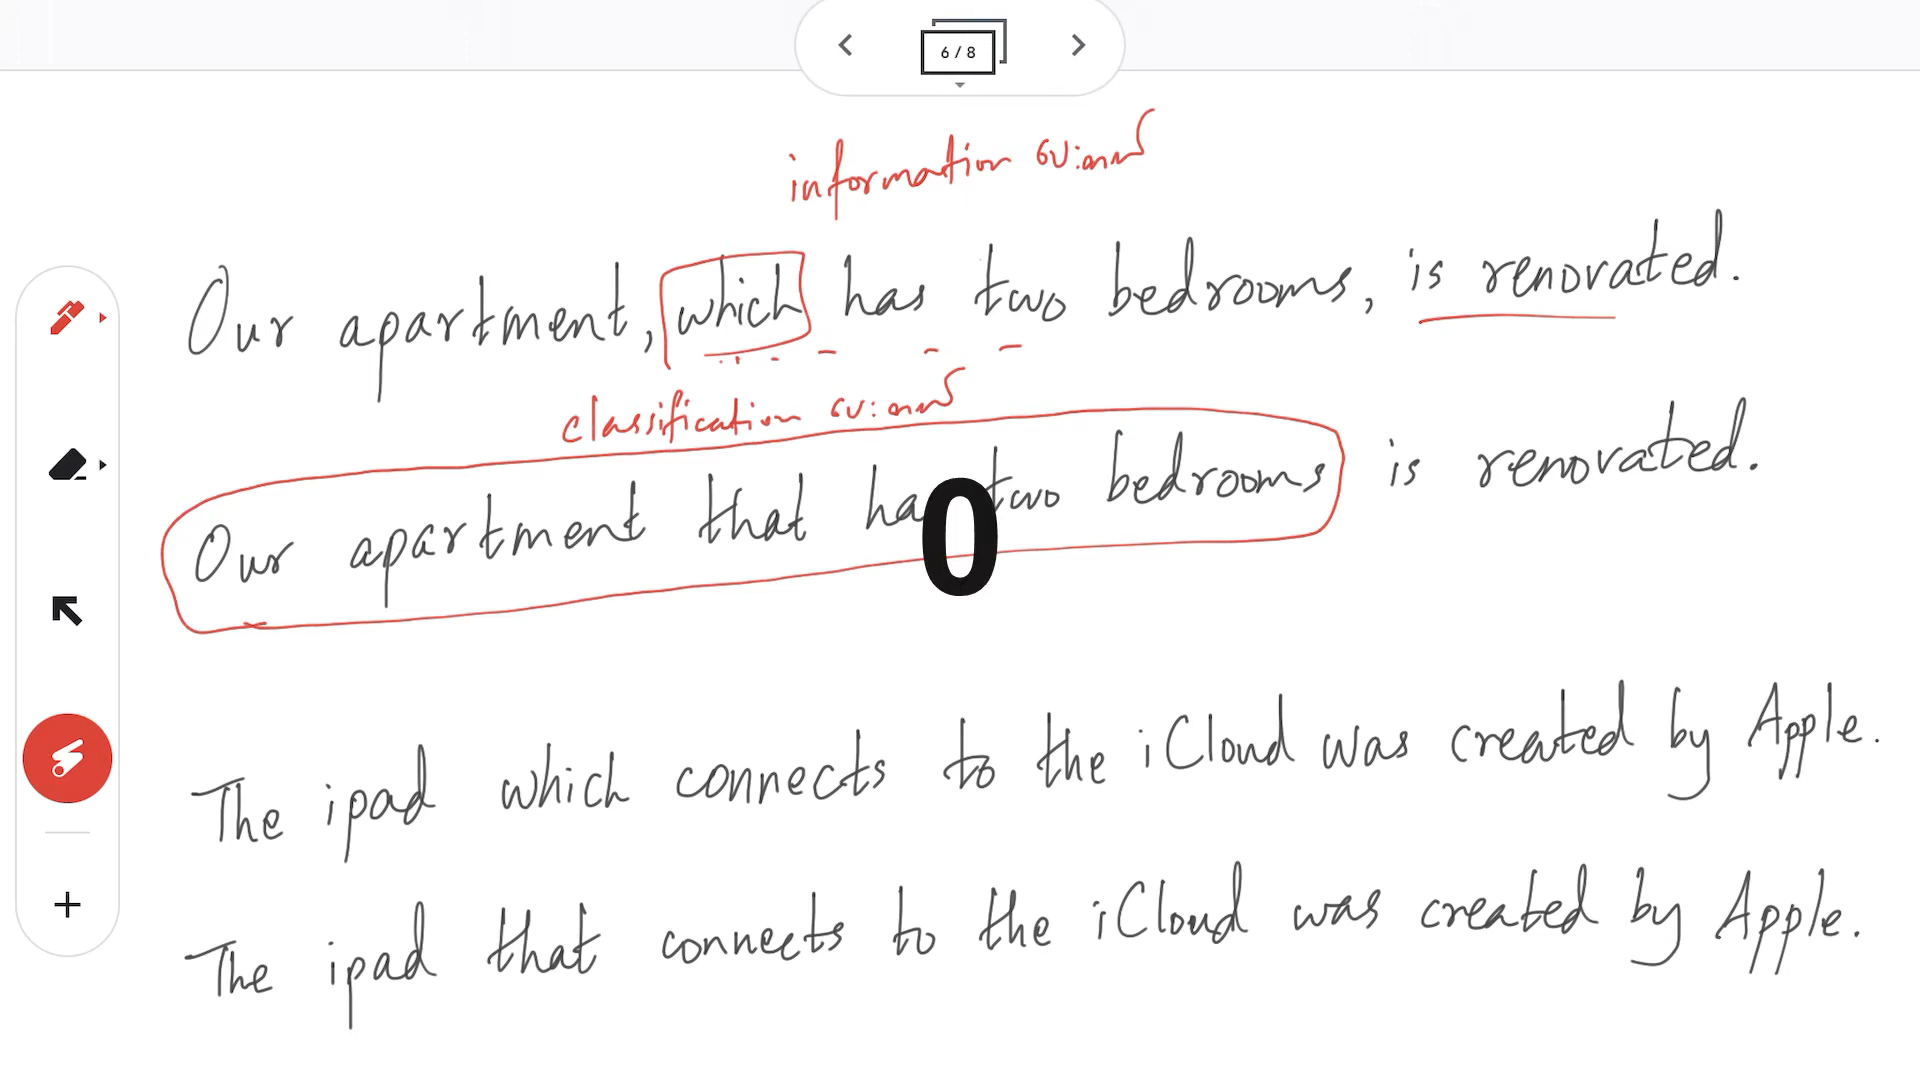 6 / 8
information
Our apartment, which has two bedrooms, is renovated.
classification
Our apartment that has two bedrooms is renovated.
0
The ipad which connects to the iCloud was created by Apple.
The ipad that connects to the iCloud was created by Apple.